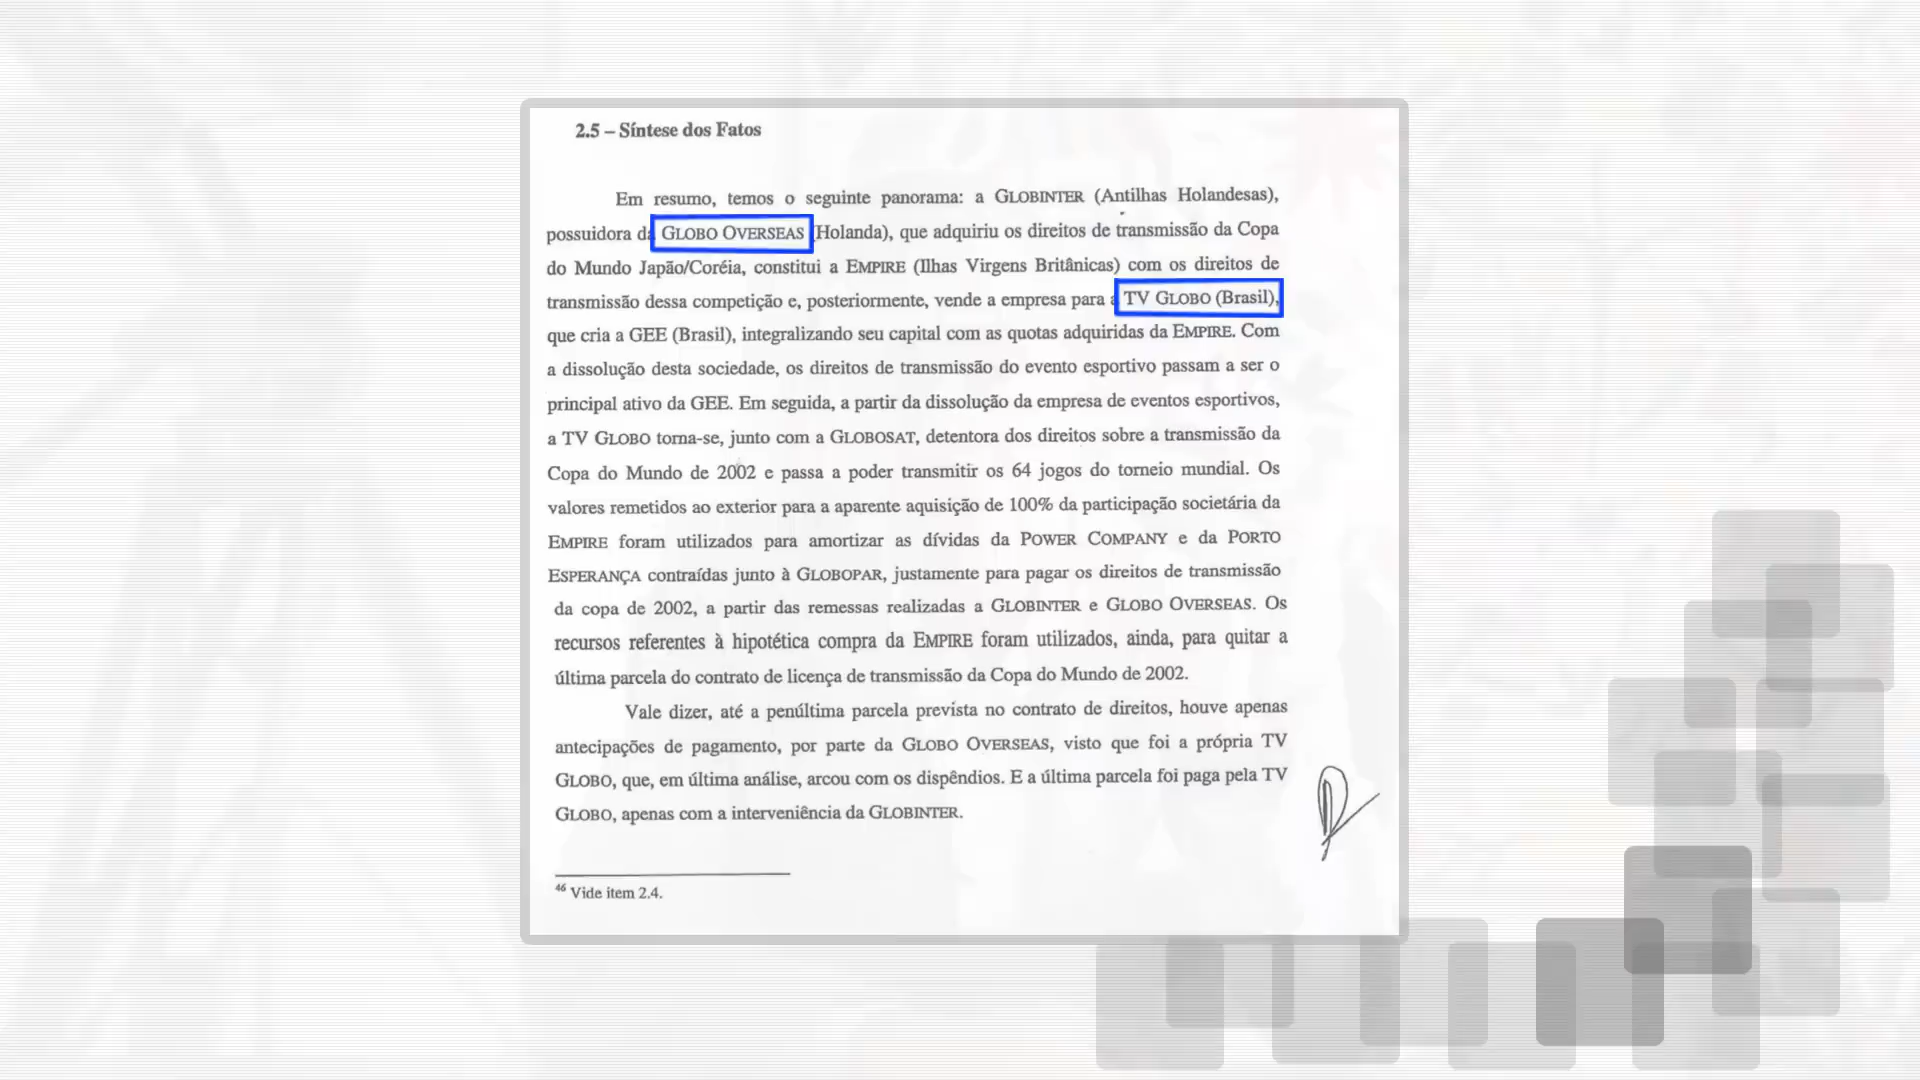 2.5 – Síntese dos Fatos
Em resumo, temos o seguinte panorama: a GLOBINTER (Antilhas Holandesas),
possuidora da GLOBO OVERSEAS (Holanda), que adquiriu os direitos de transmissão da Copa
do Mundo Japão/Coréia, constitui a EMPIRE (Ilhas Virgens Britânicas) com os direitos de
transmissão dessa competição e, posteriormente, vende a empresa para a TV GLOBO (Brasil),
que cria a GEE (Brasil), integralizando seu capital com as quotas adquiridas da EMPIRE. Com
a dissolução desta sociedade, os direitos de transmissão do evento esportivo passam a ser o
principal ativo da GEE. Em seguida, a partir da dissolução da empresa de eventos esportivos,
a TV GLOBO torna-se, junto com a GLOBOSAT, detentora dos direitos sobre a transmissão da
Copa do Mundo de 2002 e passa a poder transmitir os 64 jogos do torneio mundial. Os
valores remetidos ao exterior para a aparente aquisição de 100% da participação societária da
EMPIRE foram utilizados para amortizar as dívidas da POWER COMPANY e da PORTO
ESPERANÇA contraídas junto à GLOBOPAR, justamente para pagar os direitos de transmissão
da copa de 2002, a partir das remessas realizadas a GLOBINTER e GLOBO OVERSEAS. Os
recursos referentes à hipotética compra da EMPIRE foram utilizados, ainda, para quitar a
última parcela do contrato de licença de transmissão da Copa do Mundo de 2002.
Vale dizer, até a penúltima parcela prevista no contrato de direitos, houve apenas
antecipações de pagamento, por parte da GLOBO OVERSEAS, visto que foi a própria TV
GLOBO, que, em última análise, arcou com os dispêndios. E a última parcela foi paga pela TV
GLOBO, apenas com a interveniência da GLOBINTER.
46 Vide item 2.4.